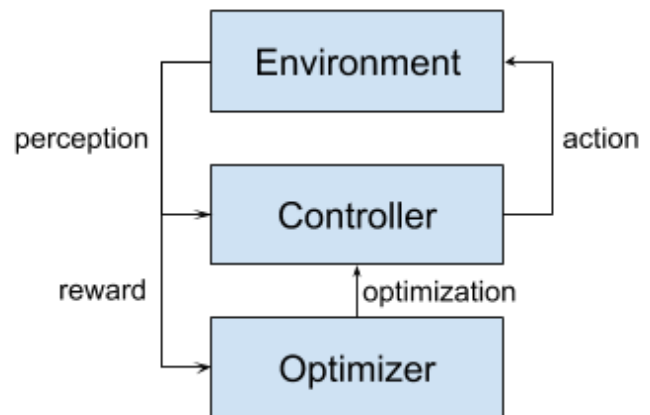 Environment
perception
action
Controller
reward
optimization
Optimizer